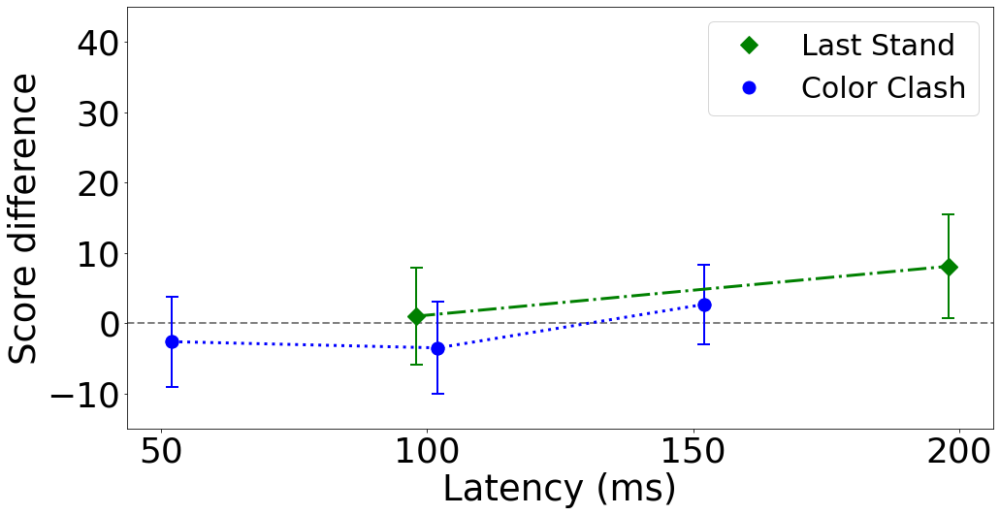 Score difference
40
30
20
10
0
−10
Last Stand
Color Clash
50 100 150 200
Latency (ms)